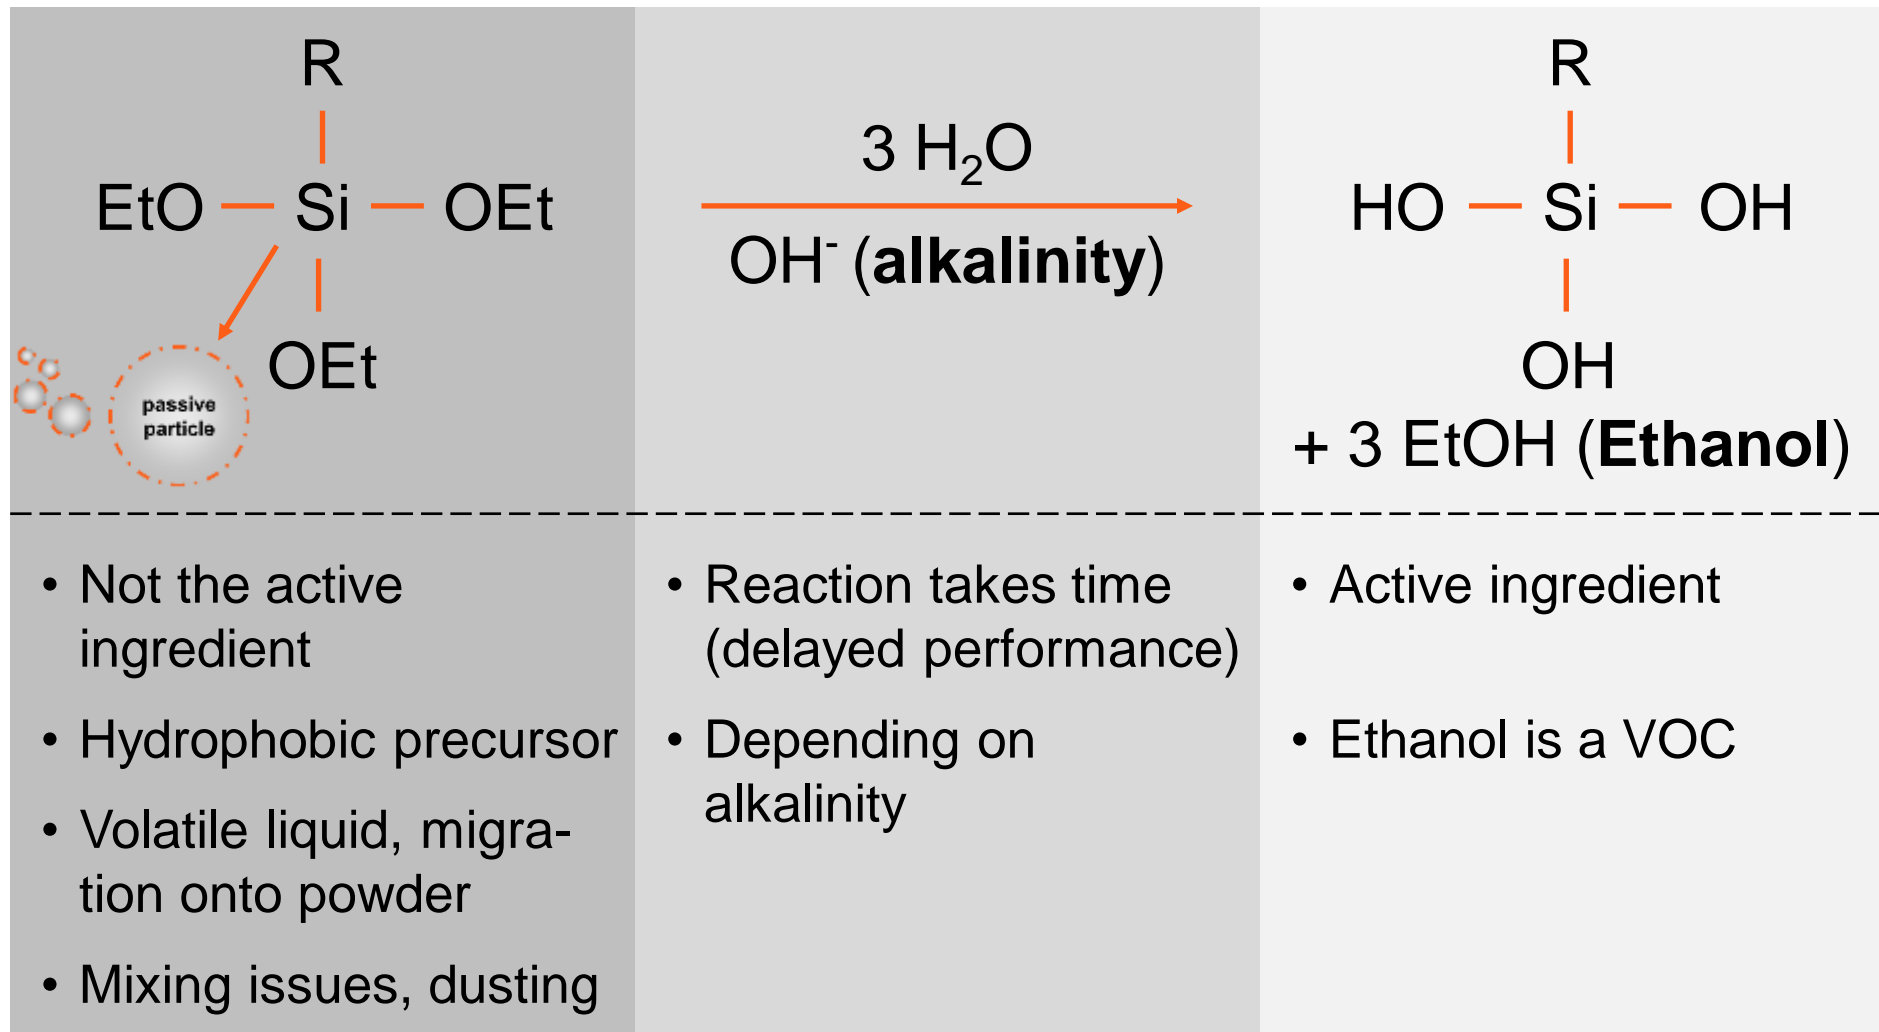 R
EtO — Si — OEt
OEt
passive
particle
3 H₂O
OH⁻ (alkalinity)
R
HO — Si — OH
OH
+ 3 EtOH (Ethanol)
• Not the active
ingredient
• Hydrophobic precursor
• Volatile liquid, migra-
tion onto powder
• Mixing issues, dusting
• Reaction takes time
(delayed performance)
• Depending on
alkalinity
• Active ingredient
• Ethanol is a VOC